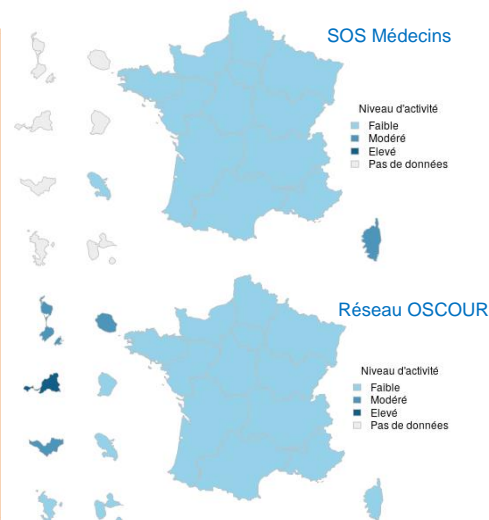 SOS Médecins
Niveau d'activité
Faible
Modéré
Elevé
Pas de données
Réseau OSCOUR
Niveau d'activité
Faible
Modéré
Elevé
Pas de données